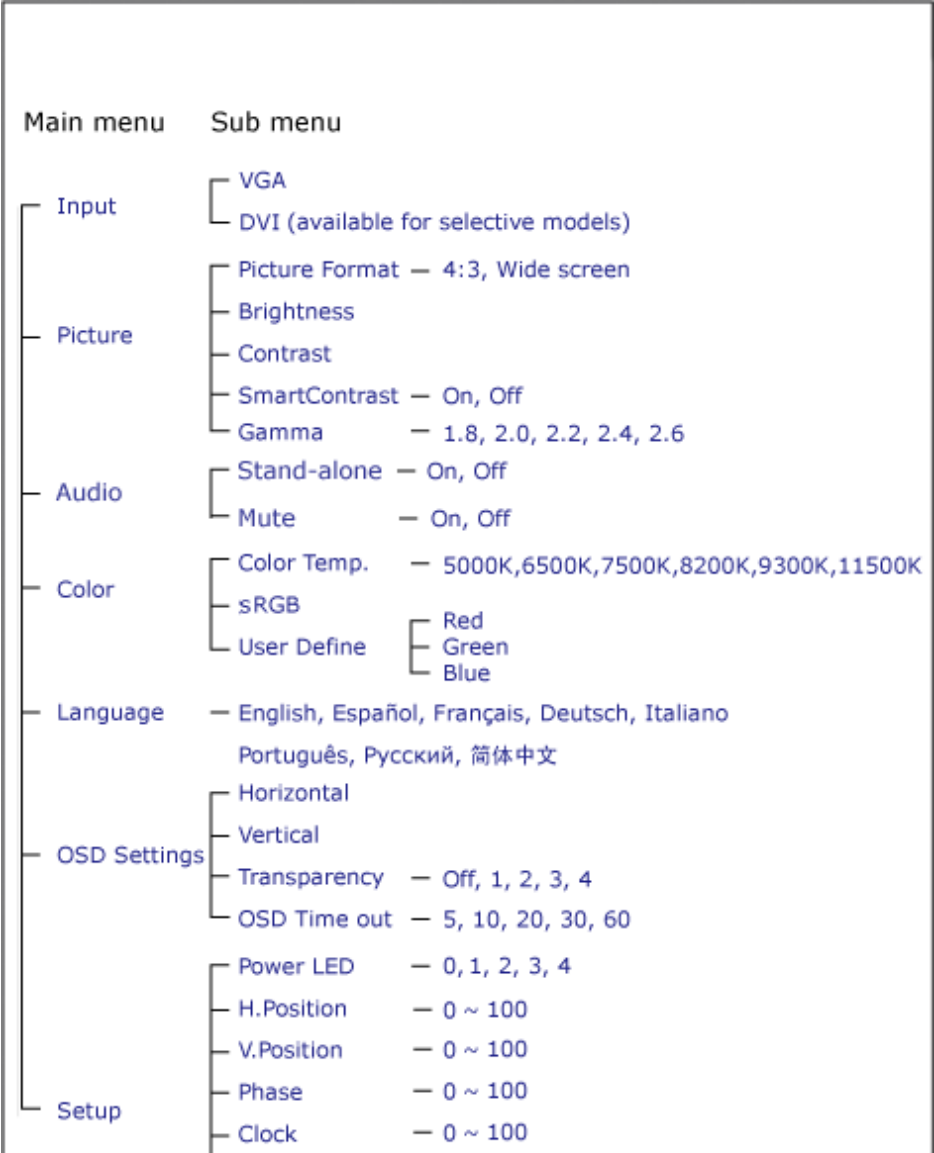 Main menu Sub menu
VGA
Input
DVI (available for selective models)
Picture Format 4:3, Wide screen
Brightness
Picture
Contrast
SmartContrast On, Off
Gamma 1.8, 2.0, 2.2, 2.4, 2.6
Stand-alone On, Off
Audio
Mute On, Off
Color Temp. 5000K,6500K,7500K,8200K,9300K,11500K
Color
sRGB
Red
User Define Green
Blue
Language English, Español, Français, Deutsch, Italiano
Português, Русский, 简体中文
Horizontal
Vertical
OSD Settings
Transparency Off, 1, 2, 3, 4
OSD Time out 5, 10, 20, 30, 60
Power LED 0, 1, 2, 3, 4
H.Position 0 ~ 100
V.Position 0 ~ 100
Phase 0 ~ 100
Setup
Clock 0 ~ 100